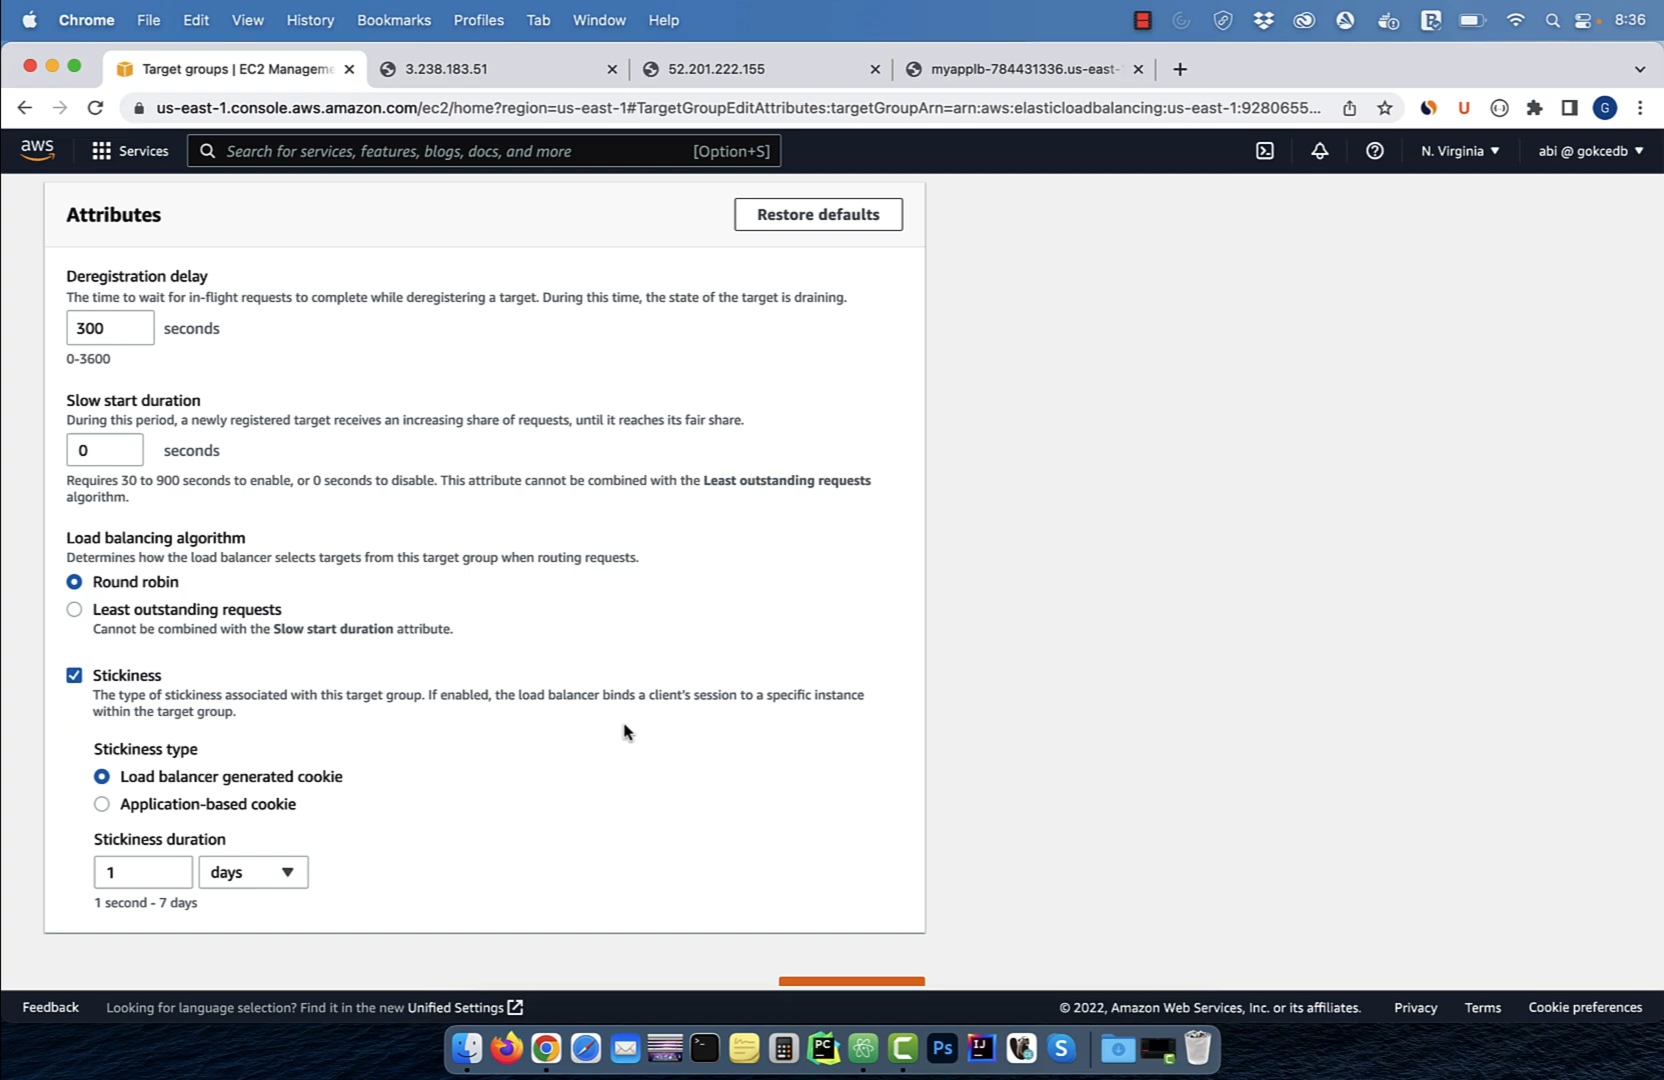 Chrome File Edit View History Bookmarks Profiles Tab Window Help 8:36
Target groups | EC2 Manageme 3.238.183.51 52.201.222.155 myapplb-784431336.us-east-
us-east-1.console.aws.amazon.com/ec2/home?region=us-east-1#TargetGroupEditAttributes:targetGroupArn=arn:aws:elasticloadbalancing:us-east-1:9280655...
aws Services Search for services, features, blogs, docs, and more [Option+S] N. Virginia abi @ gokcedb
Attributes Restore defaults
Deregistration delay
The time to wait for in-flight requests to complete while deregistering a target. During this time, the state of the target is draining.
300 seconds
0-3600
Slow start duration
During this period, a newly registered target receives an increasing share of requests, until it reaches its fair share.
0 seconds
Requires 30 to 900 seconds to enable, or 0 seconds to disable. This attribute cannot be combined with the Least outstanding requests
algorithm.
Load balancing algorithm
Determines how the load balancer selects targets from this target group when routing requests.
Round robin
Least outstanding requests
Cannot be combined with the Slow start duration attribute.
Stickiness
The type of stickiness associated with this target group. If enabled, the load balancer binds a client's session to a specific instance
within the target group.
Stickiness type
Load balancer generated cookie
Application-based cookie
Stickiness duration
1 days
1 second - 7 days
Feedback Looking for language selection? Find it in the new Unified Settings © 2022, Amazon Web Services, Inc. or its affiliates. Privacy Terms Cookie preferences
PC Ps IJ S